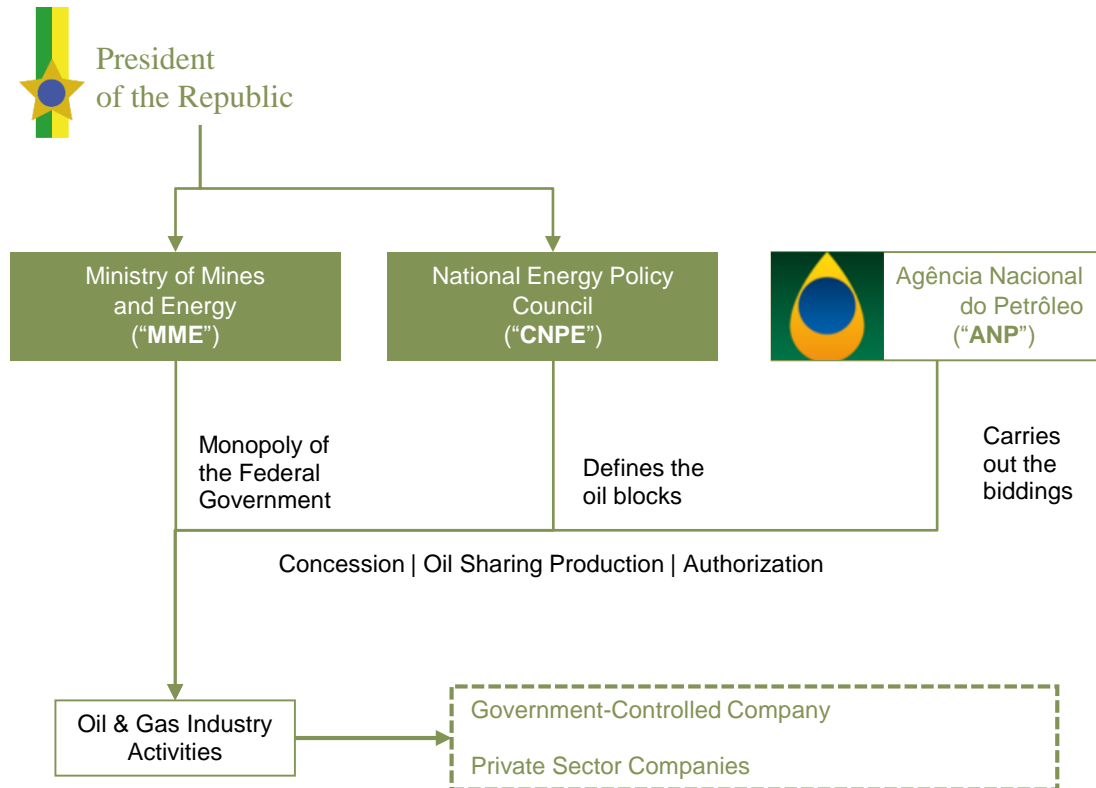 President
of the Republic
Ministry of Mines
and Energy
(“MME”)
National Energy Policy
Council
(“CNPE”)
Agência Nacional
do Petrôleo
(“ANP”)
Monopoly of
the Federal
Government
Defines the
oil blocks
Carries
out the
biddings
Concession | Oil Sharing Production | Authorization
Oil & Gas Industry
Activities
Government-Controlled Company
Private Sector Companies